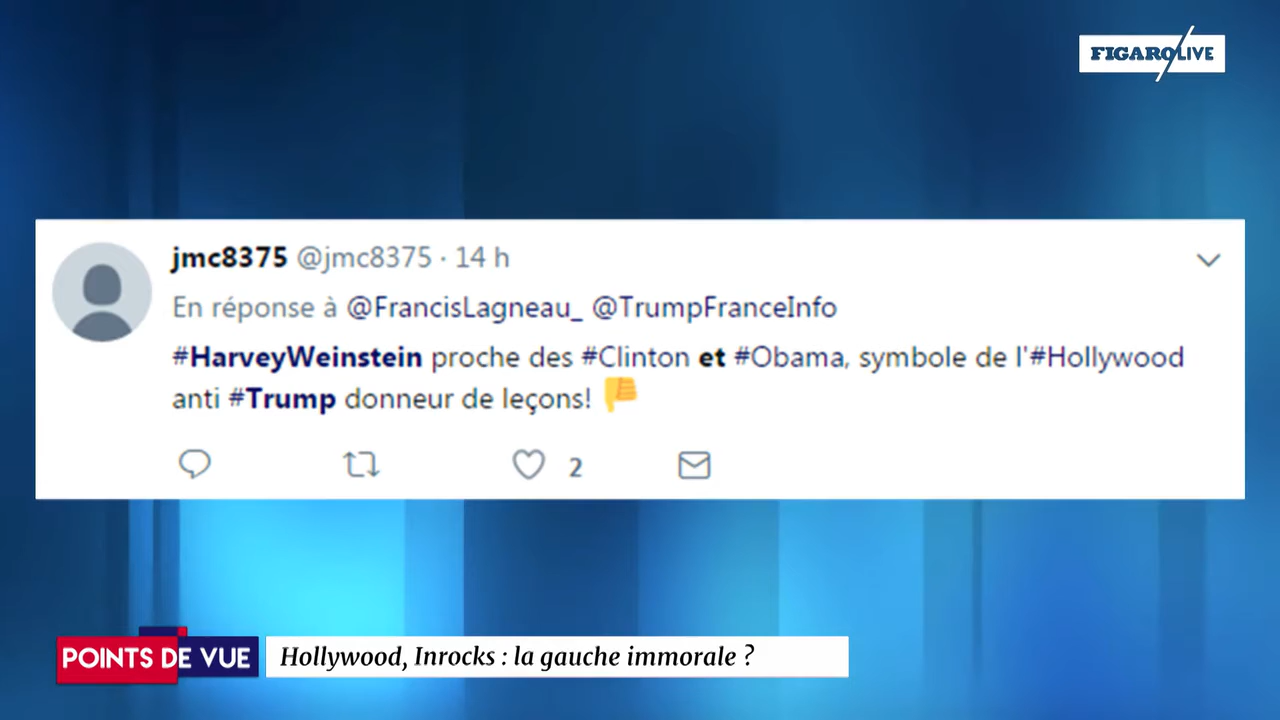 FIGARO LIVE
jmc8375 @jmc8375 · 14 h
En réponse à @FrancisLagneau_ @TrumpFranceInfo
#HarveyWeinstein proche des #Clinton et #Obama, symbole de l'#Hollywood
anti #Trump donneur de leçons! 👎
2
POINTS DE VUE
Hollywood, Inrocks : la gauche immorale ?